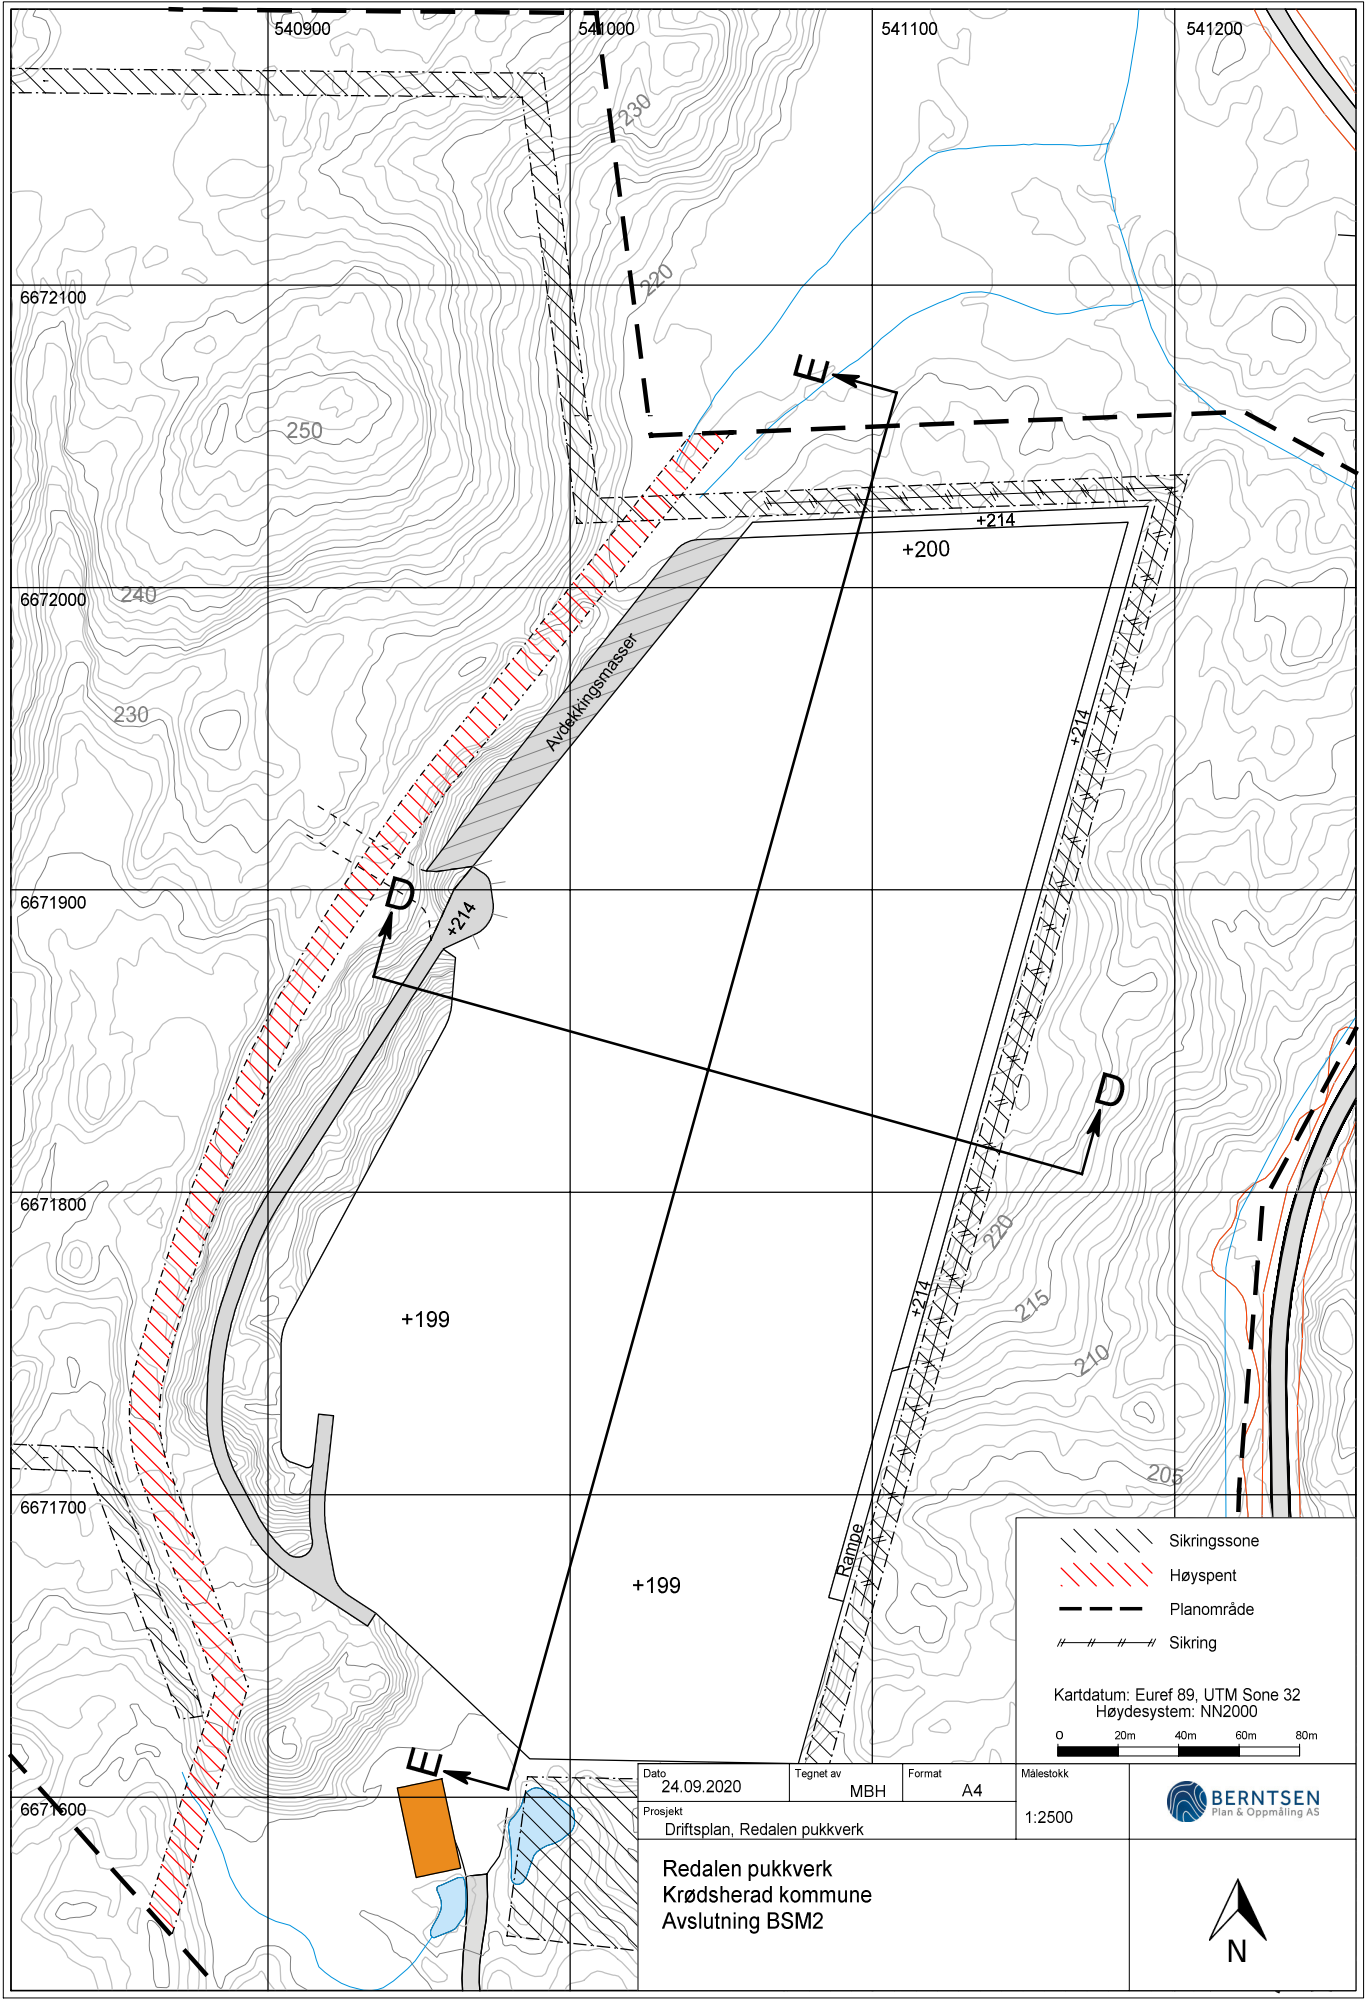 540900
541000
541100
541200
230
220
6672100
E
250
+214
+200
6672000
240
Avdekkingsmasser
230
+214
6671900
D
+214
D
6671800
220
+214
215
+199
210
205
6671700
Rampe
+199
E
6671600
Sikringssone
Høyspent
Planområde
Sikring
Kartdatum: Euref 89, UTM Sone 32
Høydesystem: NN2000
0 20m 40m 60m 80m
Dato
24.09.2020
Tegnet av
MBH
Format
A4
Målestokk
1:2500
Prosjekt
Driftsplan, Redalen pukkverk
BERNTSEN
Plan & Oppmåling AS
Redalen pukkverk
Krødsherad kommune
Avslutning BSM2
N